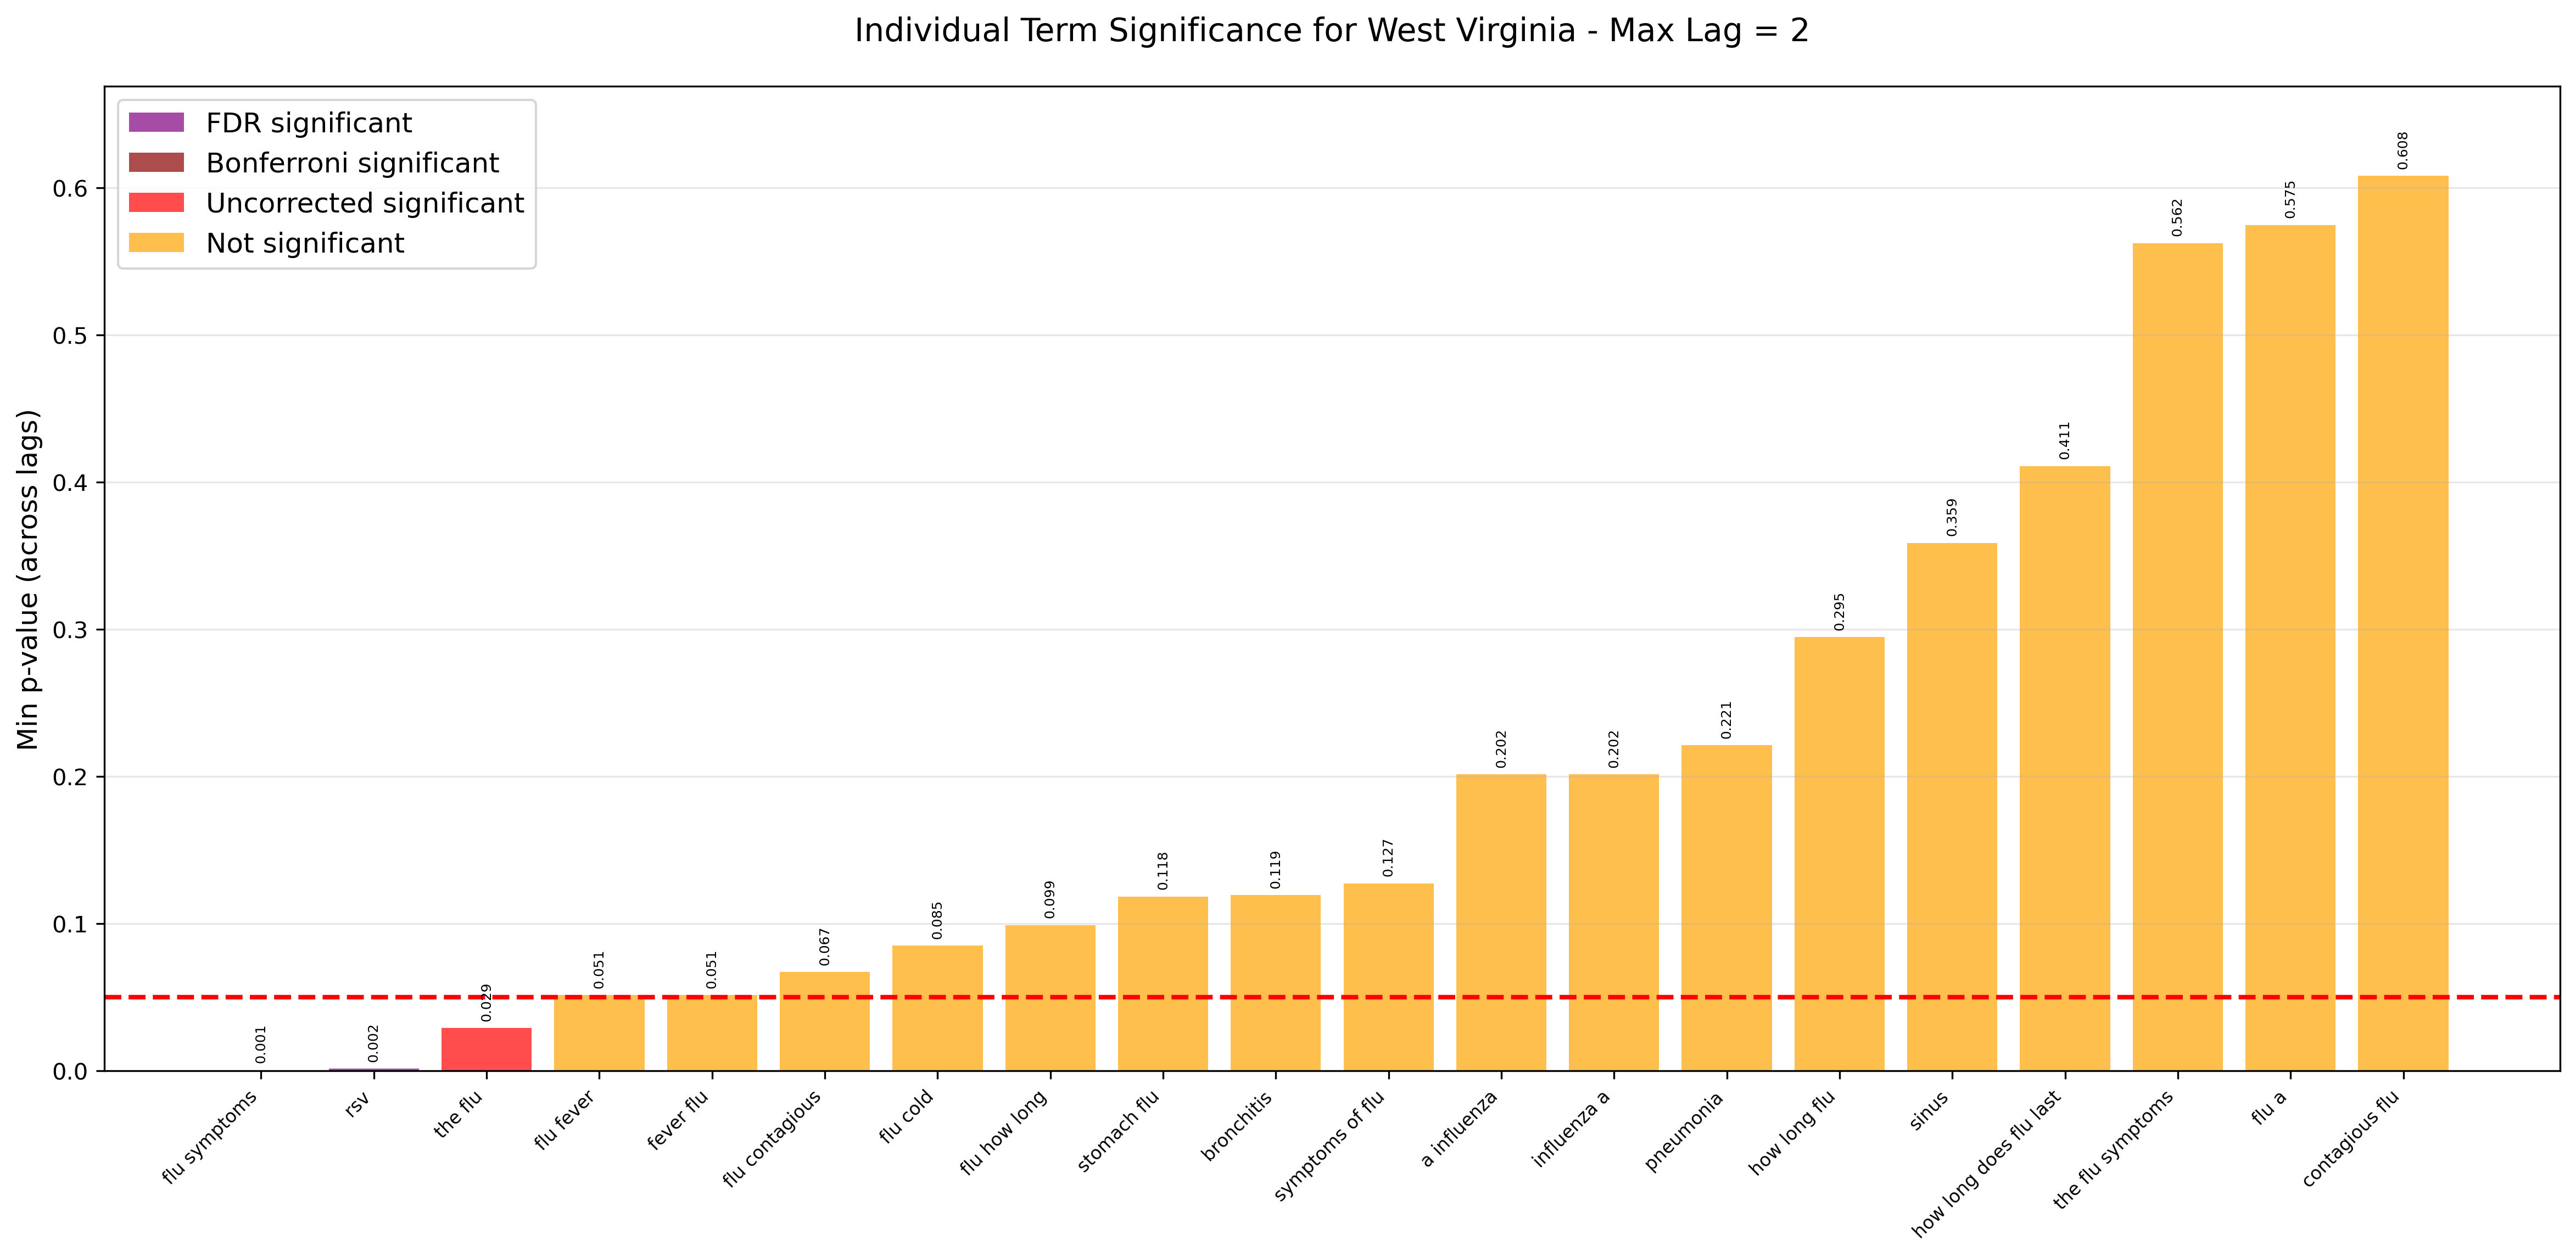 Individual Term Significance for West Virginia - Max Lag = 2
FDR significant
Bonferroni significant
Uncorrected significant
Not significant
Min p-value (across lags)
0.6
0.5
0.4
0.3
0.2
0.1
0.0
0.001
0.002
0.029
0.051
0.051
0.067
0.085
0.099
0.118
0.119
0.127
0.202
0.202
0.221
0.295
0.359
0.411
0.562
0.575
0.608
flu symptoms
rsv
the flu
flu fever
fever flu
flu contagious
flu cold
flu how long
stomach flu
bronchitis
symptoms of flu
a influenza
influenza a
pneumonia
how long flu
sinus
how long does flu last
the flu symptoms
flu a
contagious flu